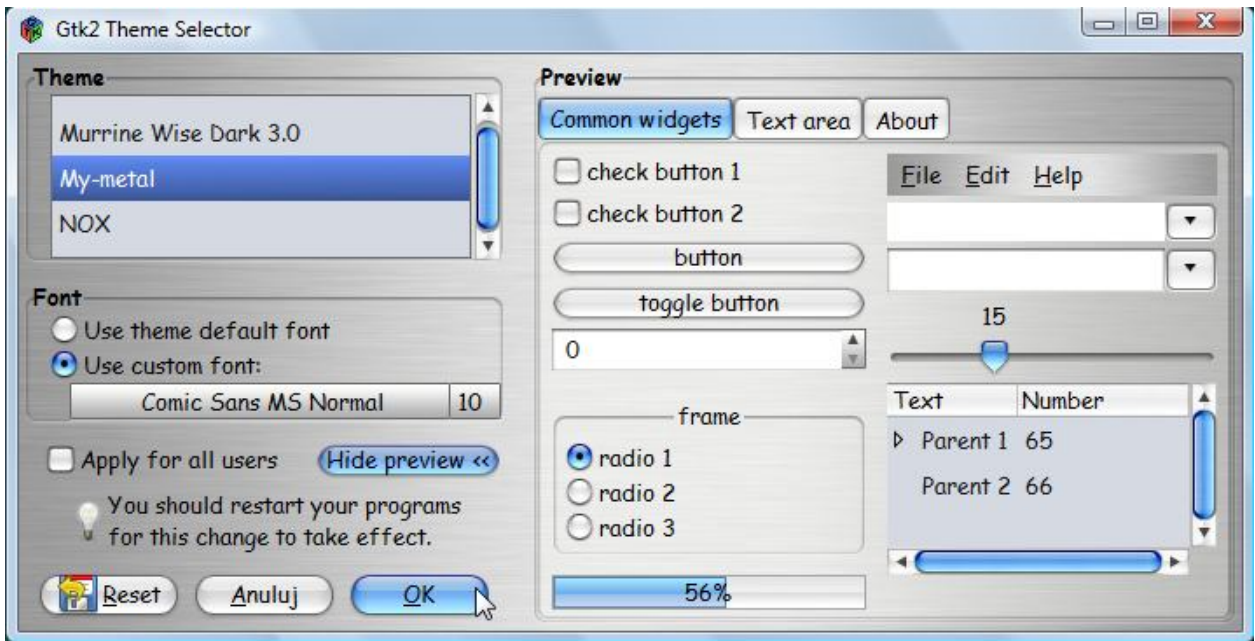 Gtk2 Theme Selector
Theme
Murrine Wise Dark 3.0
My-metal
NOX
Font
Use theme default font
Use custom font:
Comic Sans MS Normal 10
Apply for all users Hide preview <<
You should restart your programs
for this change to take effect.
Reset Anuluj OK
Preview
Common widgets Text area About
check button 1
check button 2
button
toggle button
0
frame
radio 1
radio 2
radio 3
56%
File Edit Help
15
Text Number
Parent 1 65
Parent 2 66